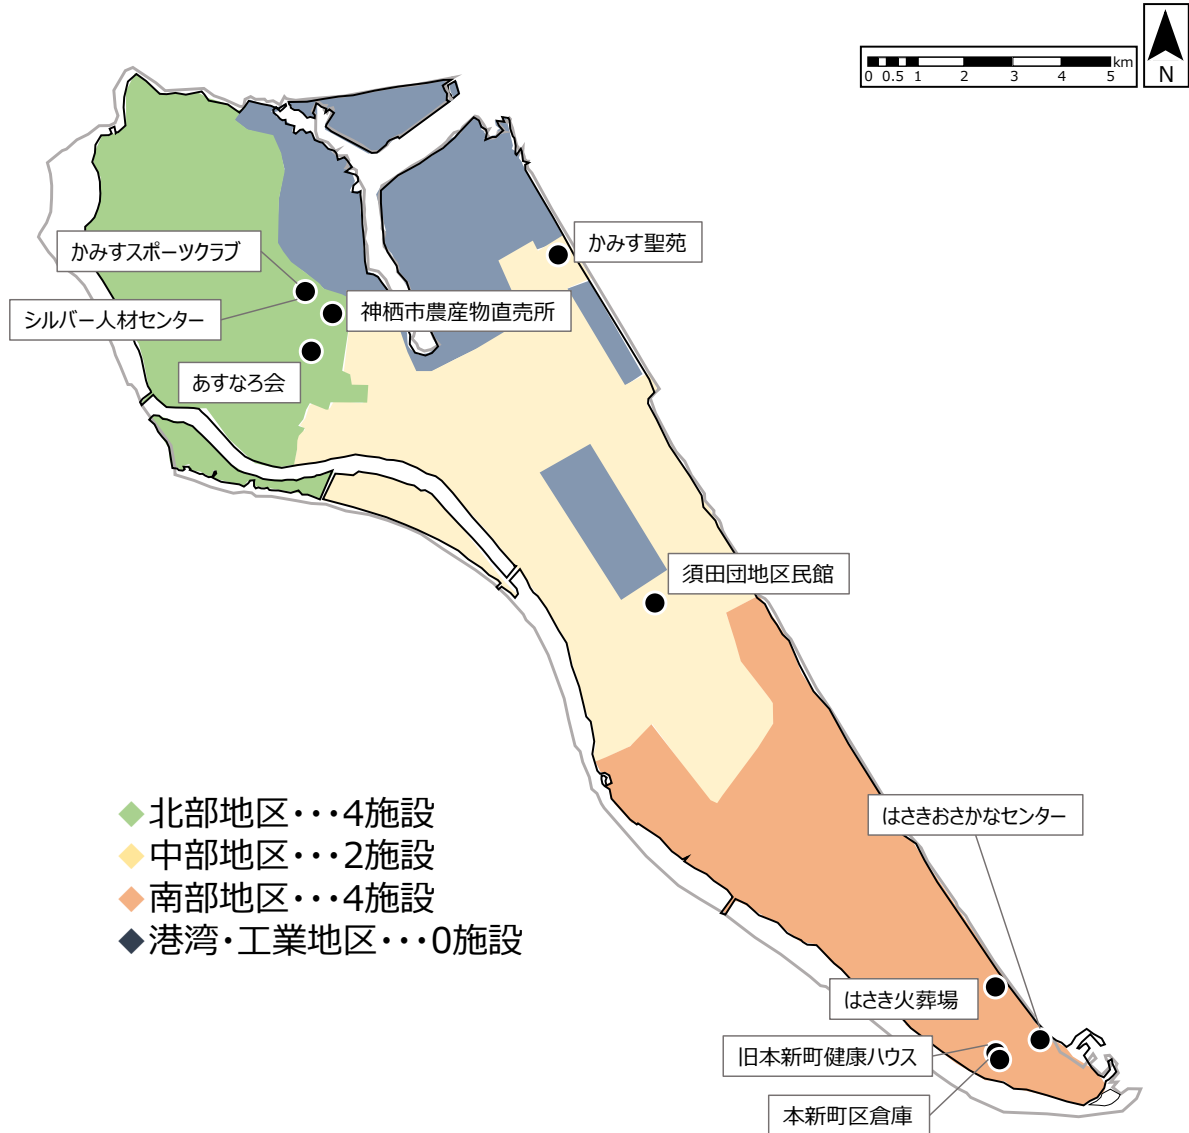 0 0.5 1 2 3 4 5 km
N
かみす聖苑
かみすスポーツクラブ
シルバー人材センター
神栖市農産物直売所
あすなろ会
須田団地区民館
はさきおさかなセンター
◆北部地区・・・4施設
◆中部地区・・・2施設
◆南部地区・・・4施設
◆港湾・工業地区・・・0施設
はさき火葬場
旧本新町健康ハウス
本新町区倉庫